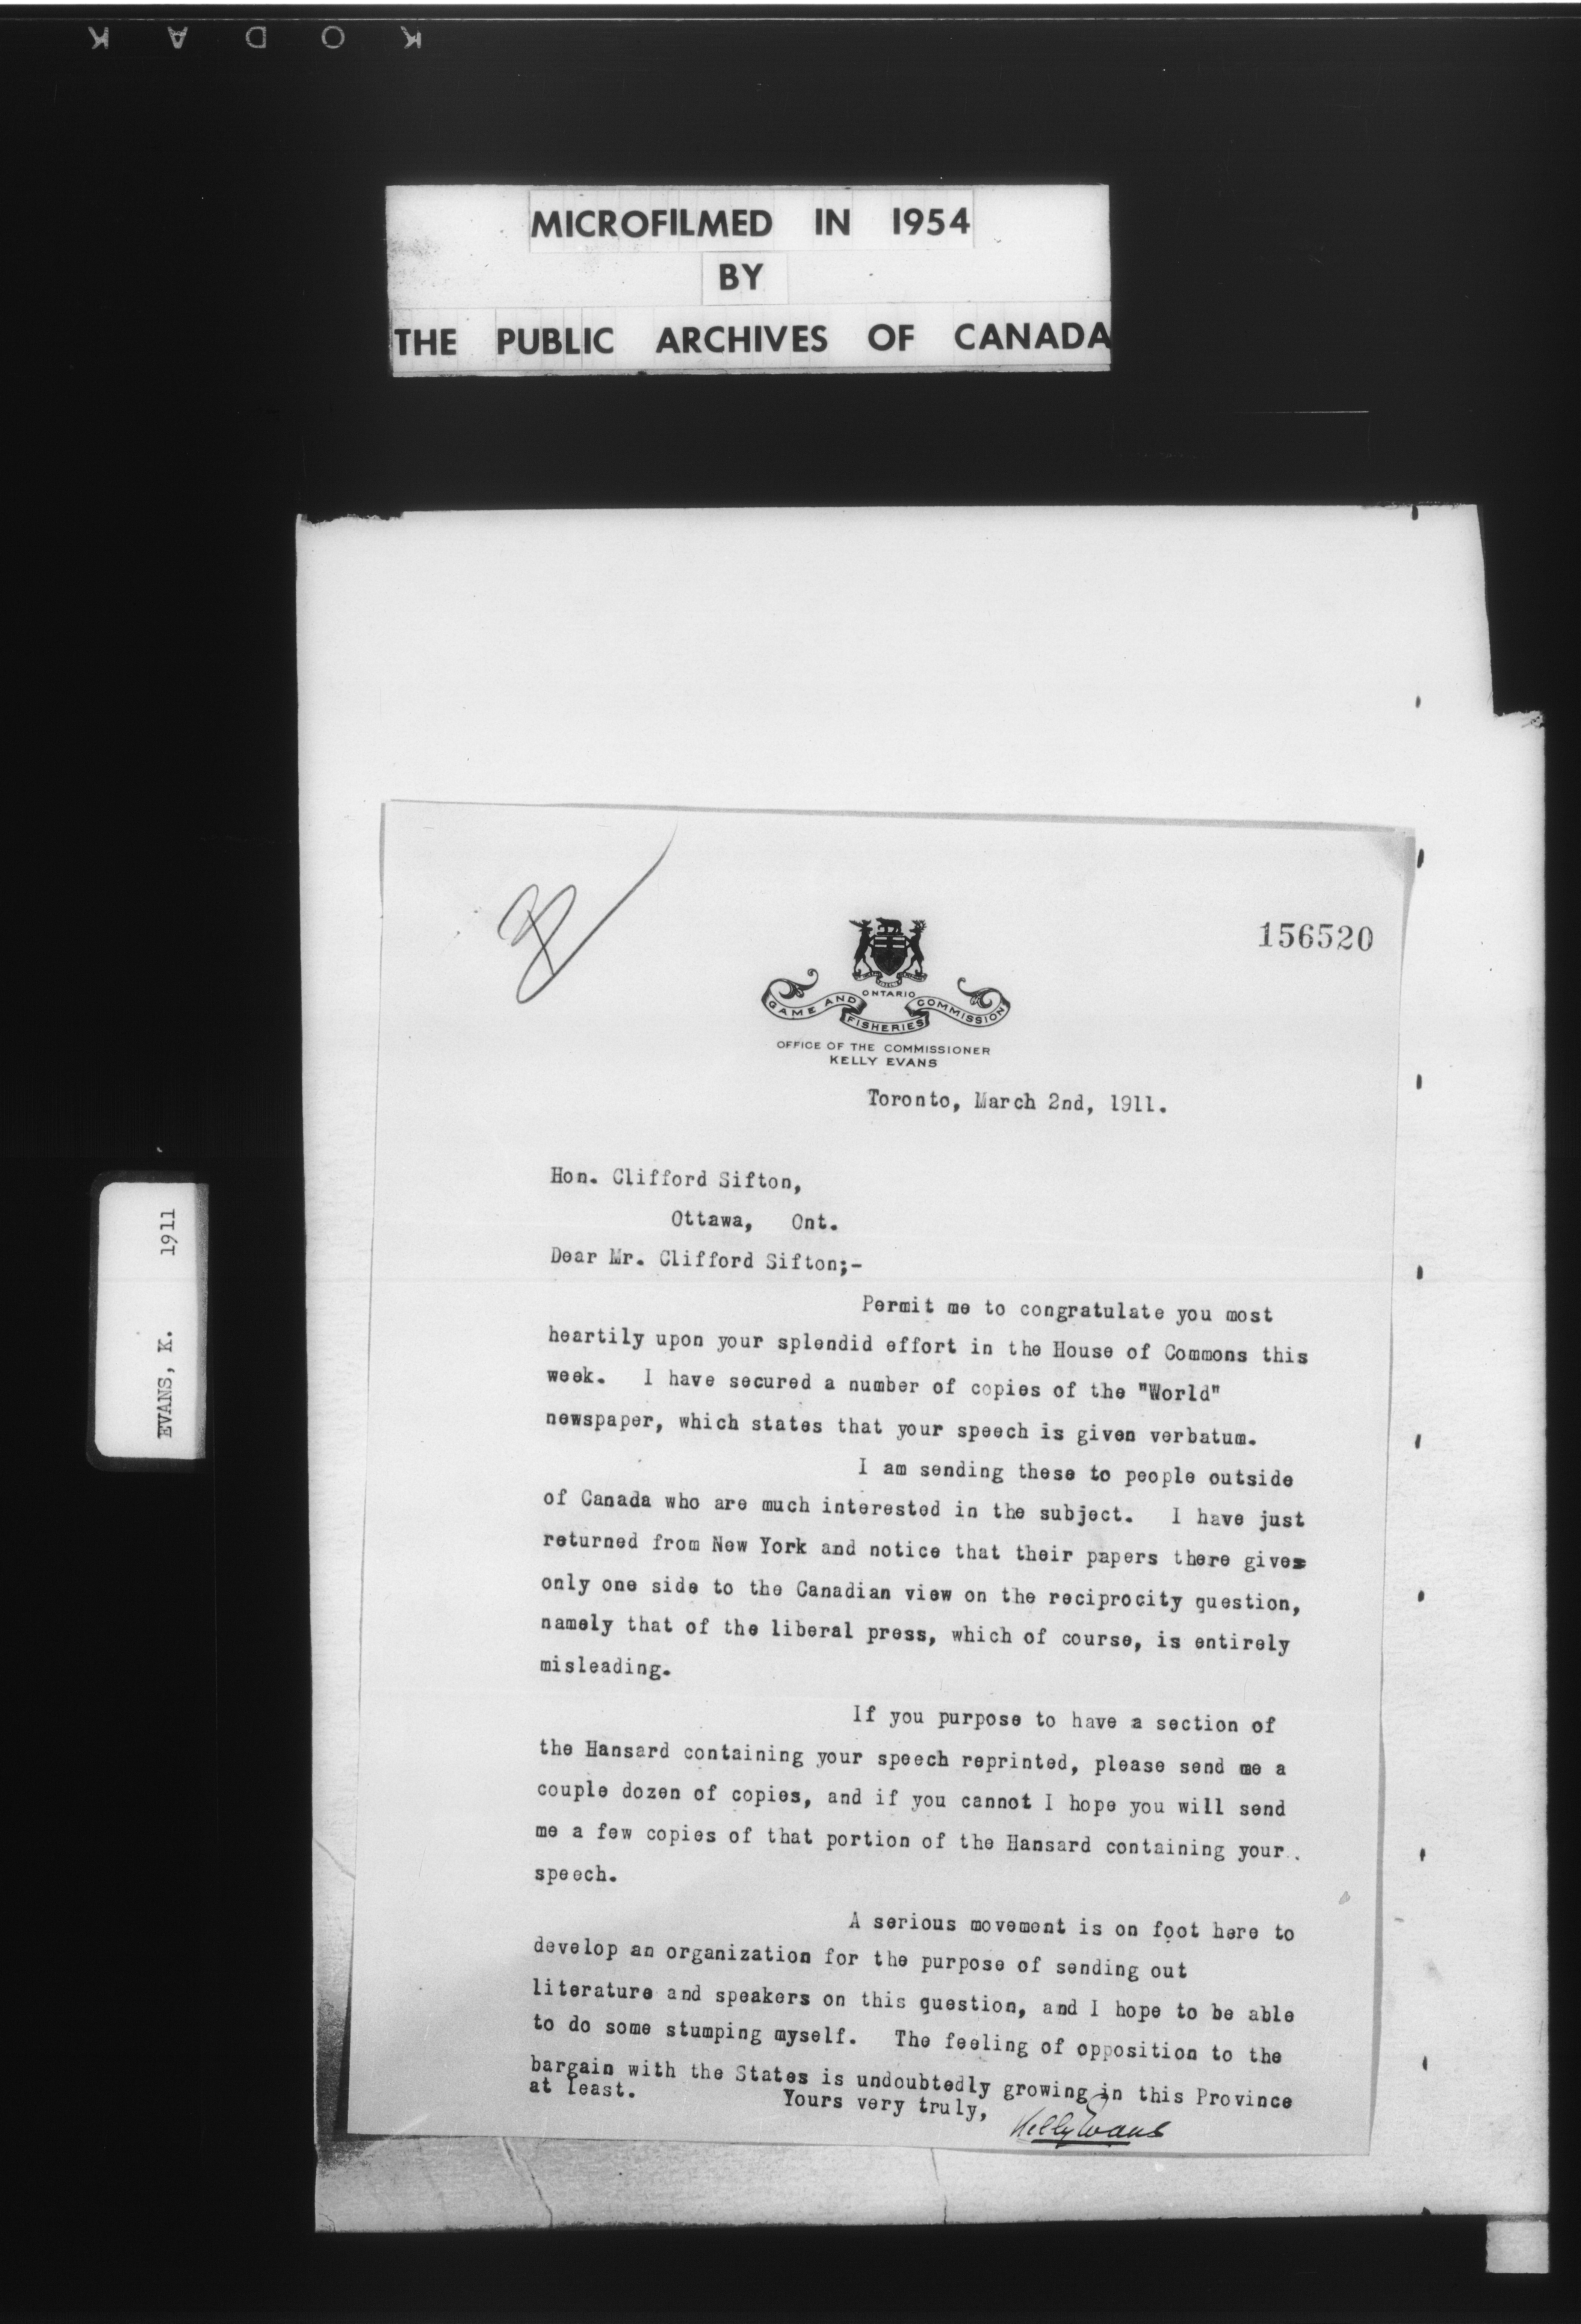 KODAK
MICROFILMED IN 1954
BY
THE PUBLIC ARCHIVES OF CANADA
156520
ONTARIO
GAME AND FISHERIES COMMISSION
OFFICE OF THE COMMISSIONER
KELLY EVANS
Toronto, March 2nd, 1911.
Hon. Clifford Sifton,
Ottawa, Ont.
Dear Mr. Clifford Sifton;-
Permit me to congratulate you most
heartily upon your splendid effort in the House of Commons this
week. I have secured a number of copies of the "World"
newspaper, which states that your speech is given verbatum.
I am sending these to people outside
of Canada who are much interested in the subject. I have just
returned from New York and notice that their papers there gives
only one side to the Canadian view on the reciprocity question,
namely that of the liberal press, which of course, is entirely
misleading.
If you purpose to have a section of
the Hansard containing your speech reprinted, please send me a
couple dozen of copies, and if you cannot I hope you will send
me a few copies of that portion of the Hansard containing your
speech.
A serious movement is on foot here to
develop an organization for the purpose of sending out
literature and speakers on this question, and I hope to be able
to do some stumping myself. The feeling of opposition to the
bargain with the States is undoubtedly growing in this Province
at least.
Yours very truly,
Kelly Evans
EVANS, K. 1911